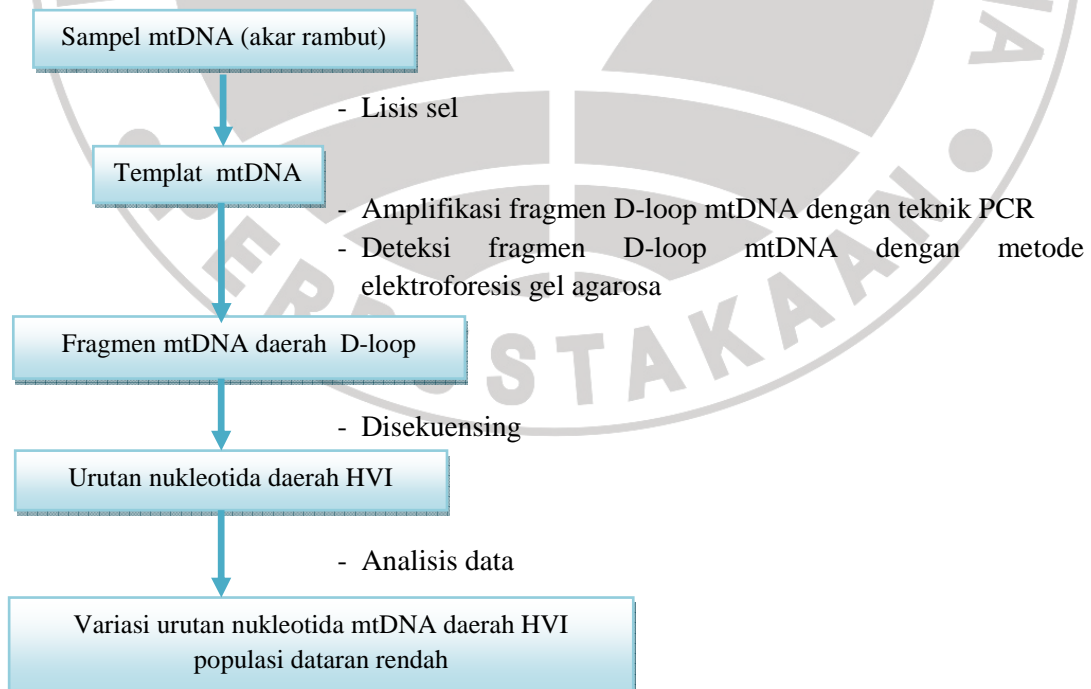 Sampel mtDNA (akar rambut)
- Lisis sel
Templat mtDNA
- Amplifikasi fragmen D-loop mtDNA dengan teknik PCR
- Deteksi fragmen D-loop mtDNA dengan metode
elektroforesis gel agarosa
Fragmen mtDNA daerah D-loop
- Disekuensing
Urutan nukleotida daerah HVI
- Analisis data
Variasi urutan nukleotida mtDNA daerah HVI
populasi dataran rendah